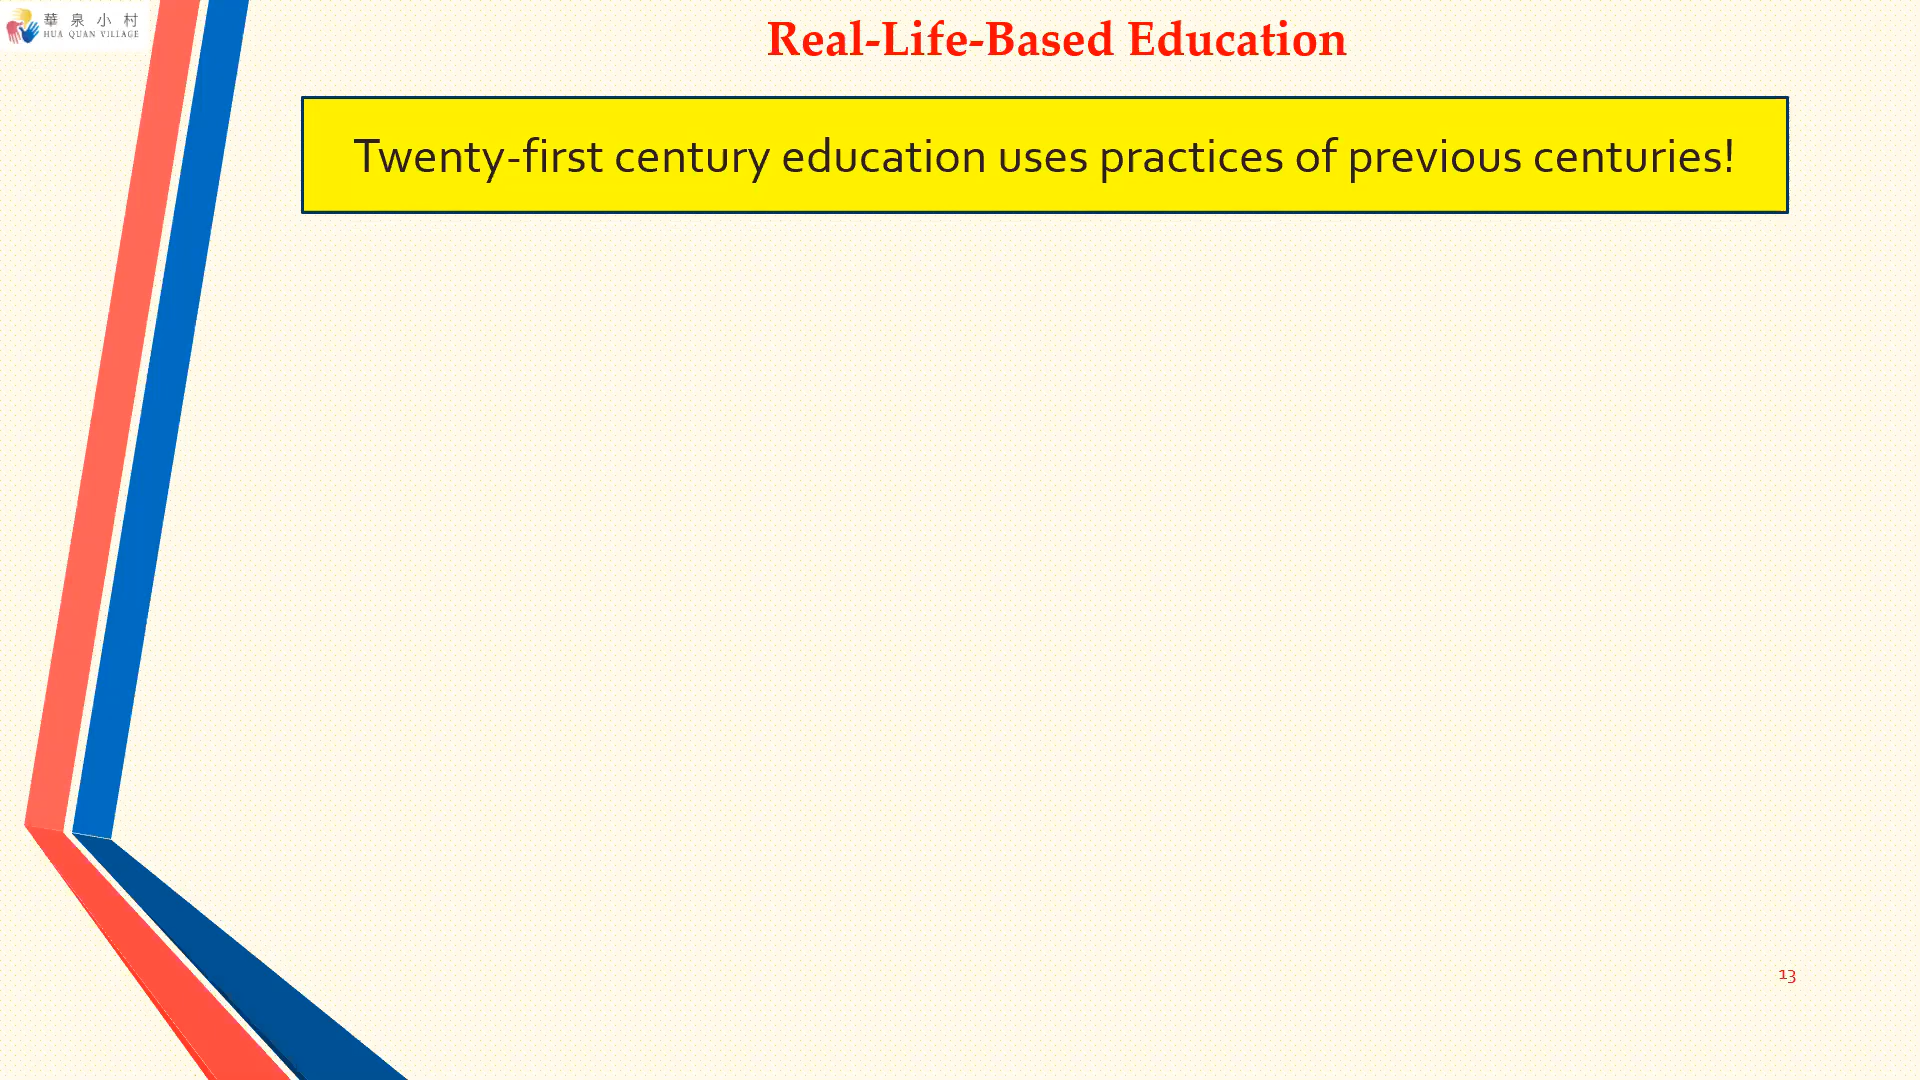 華泉小村
HUA QUAN VILLAGE
Real-Life-Based Education
Twenty-first century education uses practices of previous centuries!
13